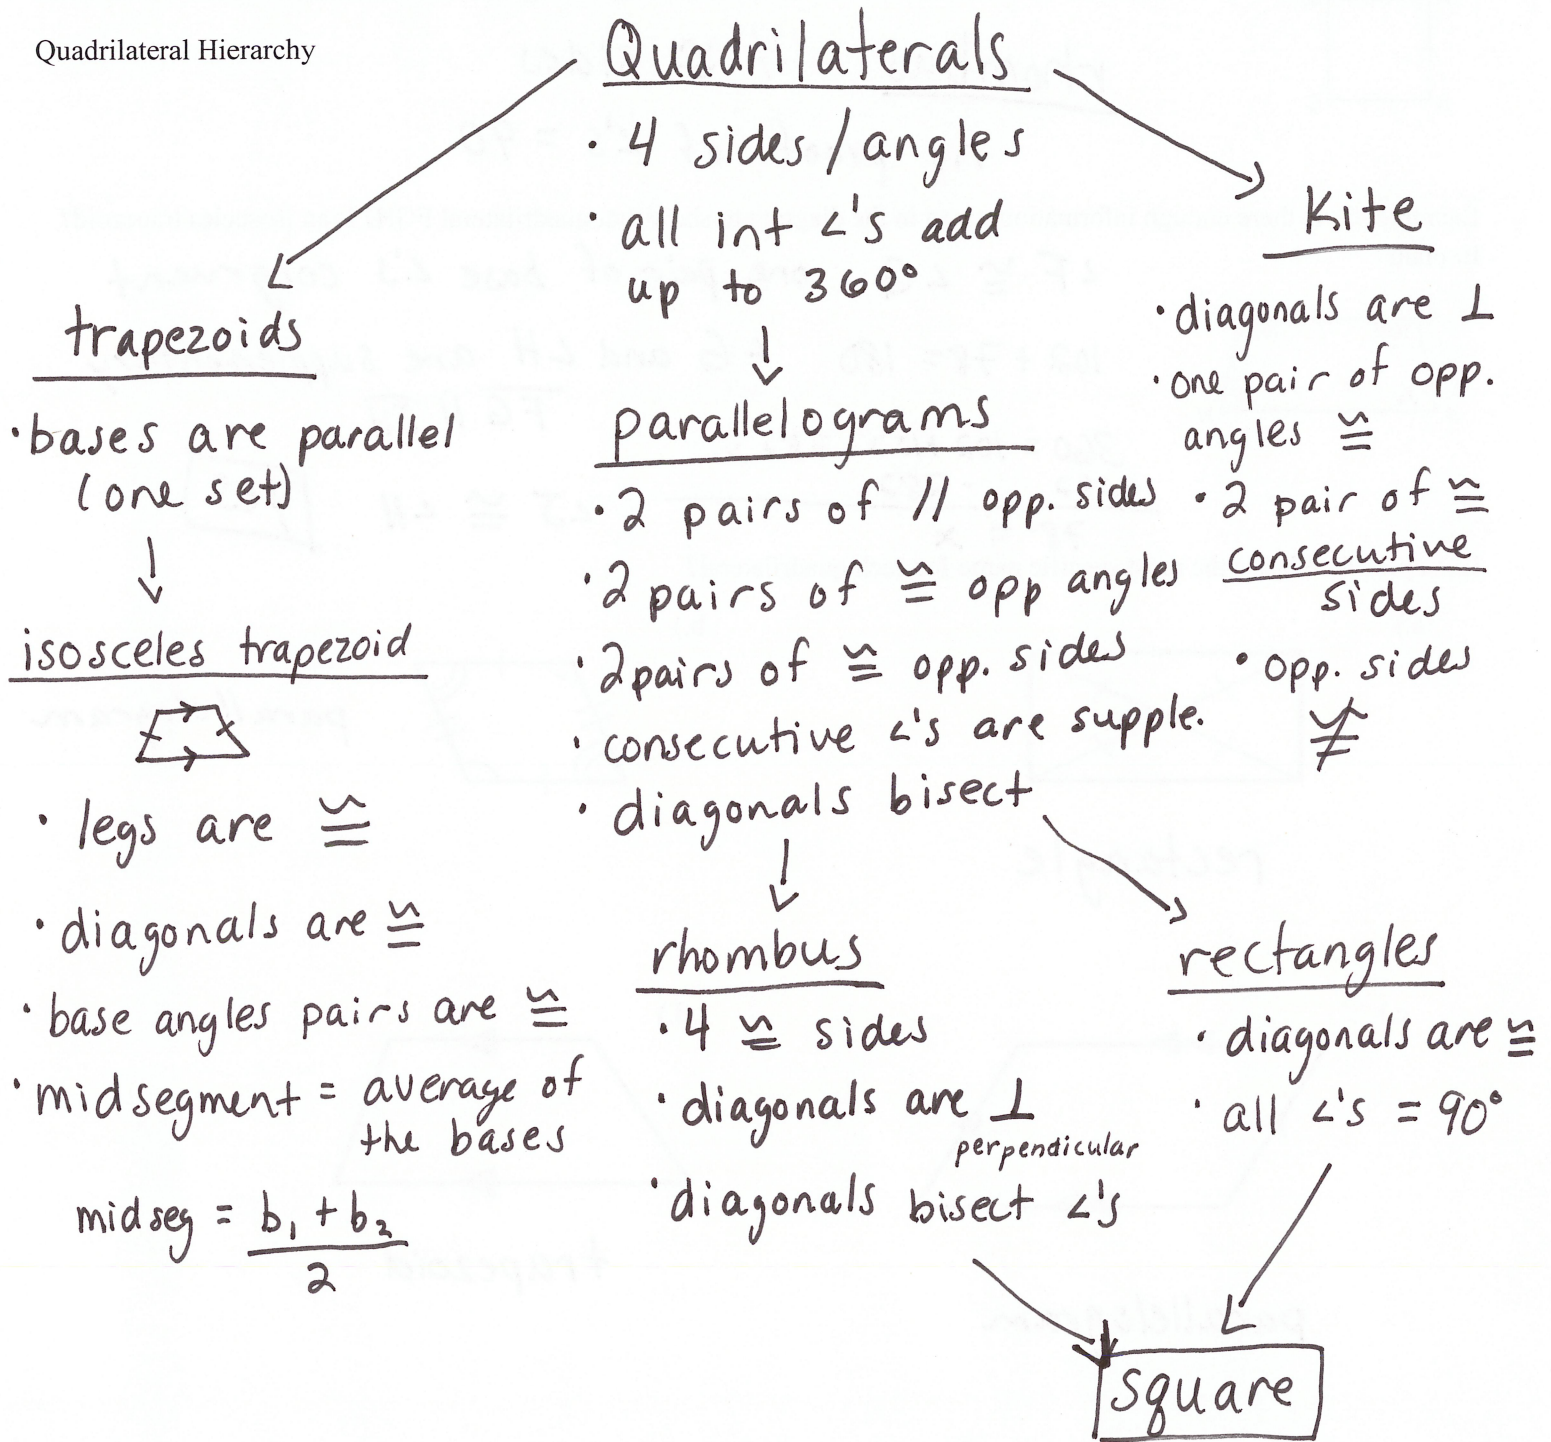 Quadrilateral Hierarchy
Quadrilaterals
· 4 sides / angles
· all int ∠'s add
up to 360°
trapezoids
· bases are parallel
(one set)
isosceles trapezoid
· legs are ≅
· diagonals are ≅
· base angles pairs are ≅
· midsegment = average of
the bases
midseg = b₁ + b₂
2
parallelograms
· 2 pairs of // opp. sides
· 2 pairs of ≅ opp angles
· 2 pairs of ≅ opp. sides
· consecutive ∠'s are supple.
· diagonals bisect
Kite
· diagonals are ⊥
· one pair of opp.
angles ≅
· 2 pair of ≅
consecutive
sides
· opp. sides
≇
rhombus
· 4 ≅ sides
· diagonals are ⊥
perpendicular
· diagonals bisect ∠'s
rectangles
· diagonals are ≅
· all ∠'s = 90°
square